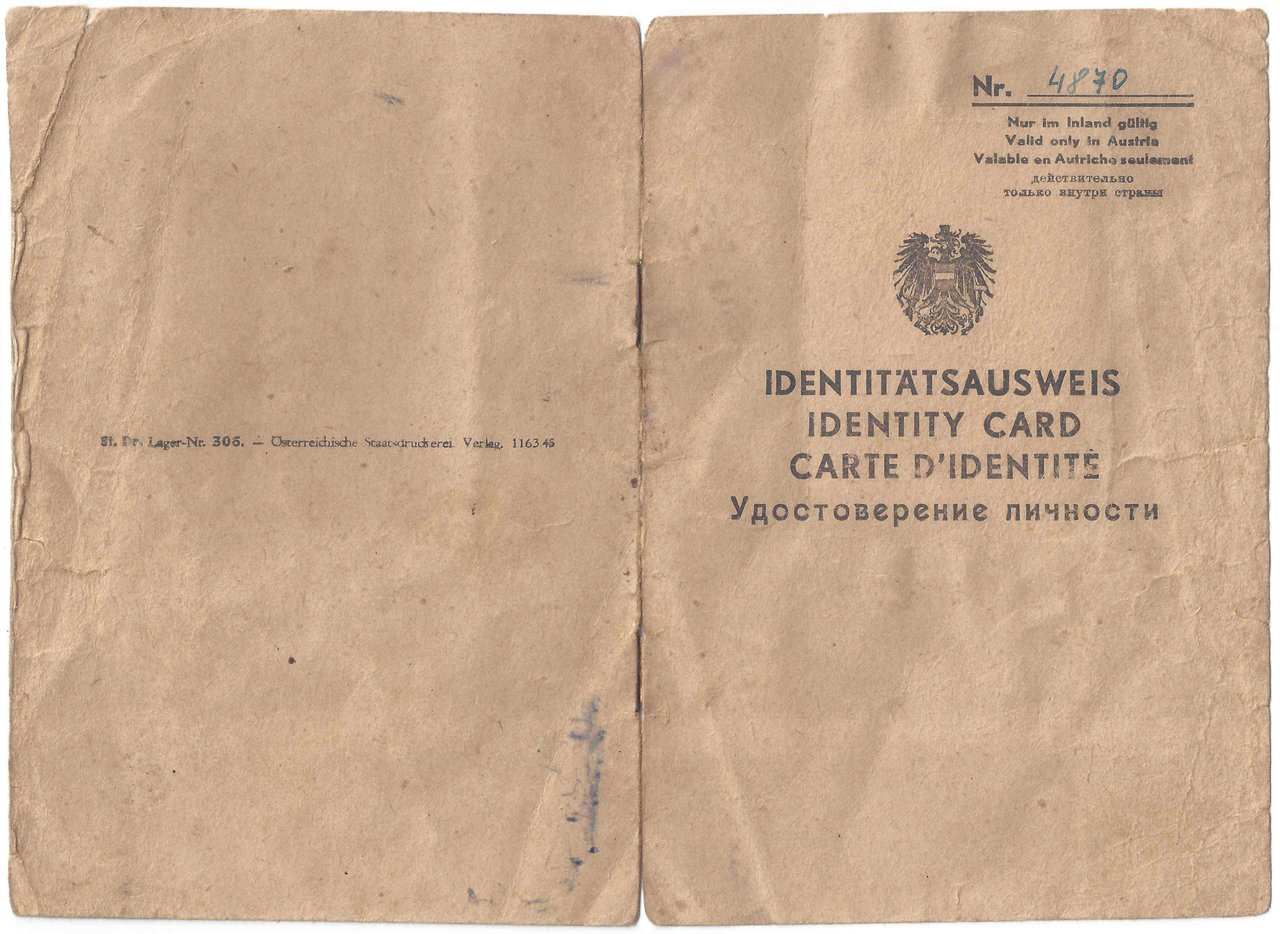 St. Dr. Lager-Nr. 306. — Österreichische Staatsdruckerei. Verlag. 1163 45
Nr. 4870
Nur im Inland gültig
Valid only in Austria
Valable en Autriche seulement
действительно
только внутри страны
IDENTITÄTSAUSWEIS
IDENTITY CARD
CARTE D'IDENTITÉ
Удостоверение личности